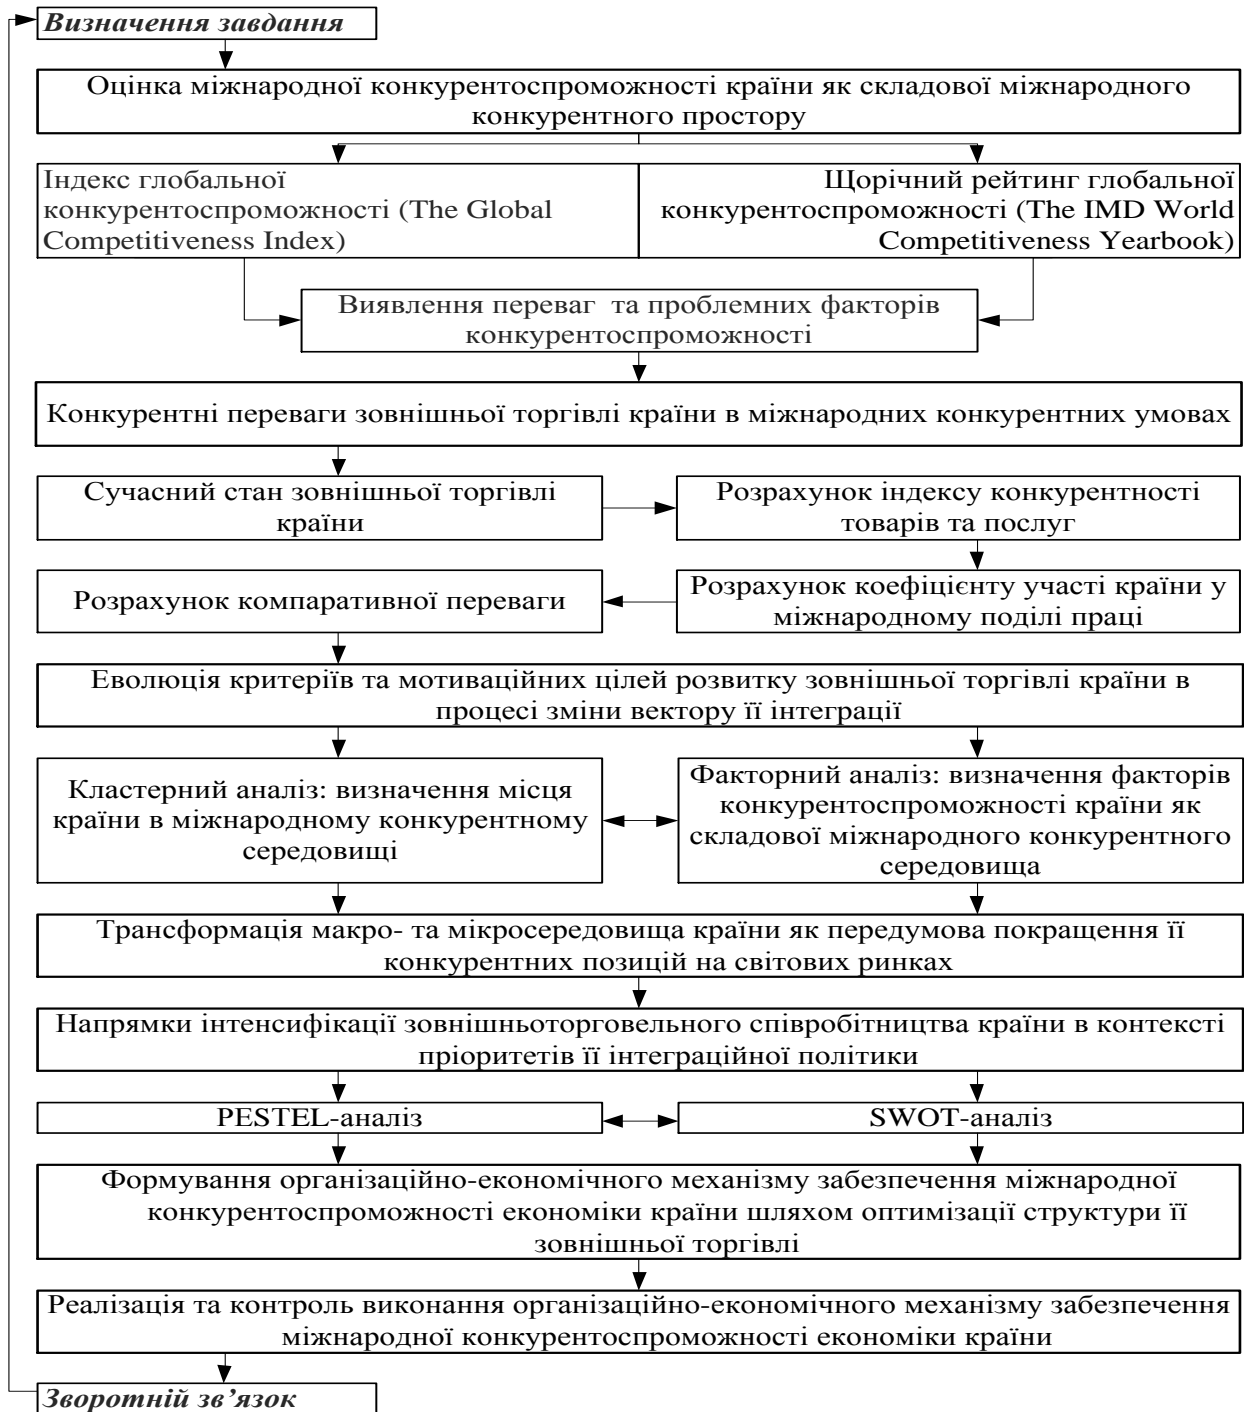 Визначення завдання
Оцінка міжнародної конкурентоспроможності країни як складової міжнародного
конкурентного простору
Індекс глобальної
конкурентоспроможності (The Global
Competitiveness Index)
Щорічний рейтинг глобальної
конкурентоспроможності (The IMD World
Competitiveness Yearbook)
Виявлення переваг та проблемних факторів
конкурентоспроможності
Конкурентні переваги зовнішньої торгівлі країни в міжнародних конкурентних умовах
Сучасний стан зовнішньої торгівлі
країни
Розрахунок індексу конкурентності
товарів та послуг
Розрахунок компаративної переваги
Розрахунок коефіцієнту участі країни у
міжнародному поділі праці
Еволюція критеріїв та мотиваційних цілей розвитку зовнішньої торгівлі країни в
процесі зміни вектору її інтеграції
Кластерний аналіз: визначення місця
країни в міжнародному конкурентному
середовищі
Факторний аналіз: визначення факторів
конкурентоспроможності країни як
складової міжнародного конкурентного
середовища
Трансформація макро- та мікросередовища країни як передумова покращення її
конкурентних позицій на світових ринках
Напрямки інтенсифікації зовнішньоторговельного співробітництва країни в контексті
пріоритетів її інтеграційної політики
PESTEL-аналіз
SWOT-аналіз
Формування організаційно-економічного механізму забезпечення міжнародної
конкурентоспроможності економіки країни шляхом оптимізації структури її
зовнішньої торгівлі
Реалізація та контроль виконання організаційно-економічного механізму забезпечення
міжнародної конкурентоспроможності економіки країни
Зворотній зв’язок